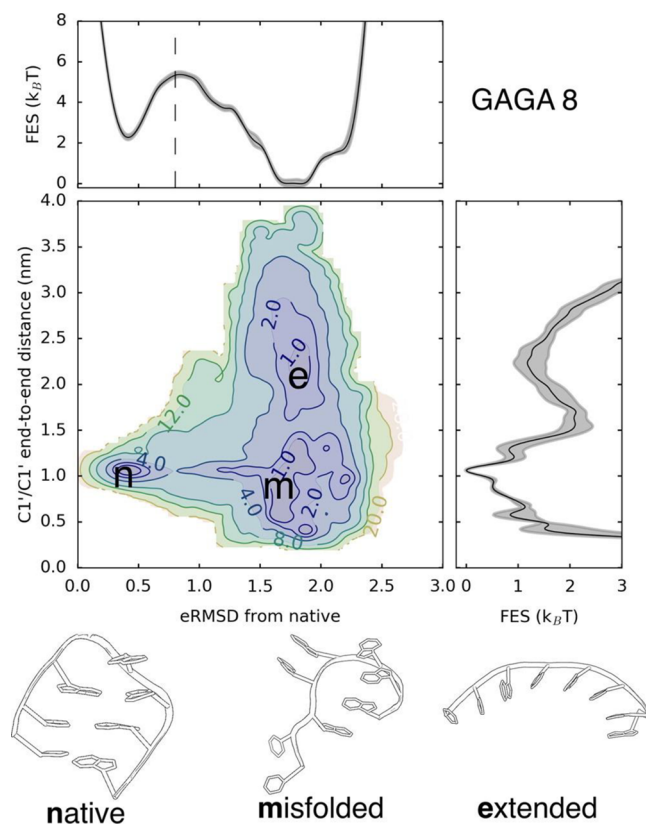 8
6
4
2
0
FES (kBT)
GAGA 8
4.0
3.5
3.0
2.5
2.0
1.5
1.0
0.5
0.0
C1'/C1' end-to-end distance (nm)
2.0
1.0
e
12.0
4.0
n
1.0
m
4.0
2.0
8.0
20.0
0.0 0.5 1.0 1.5 2.0 2.5 3.0
eRMSD from native
0 1 2 3
FES (kBT)
native
misfolded
extended